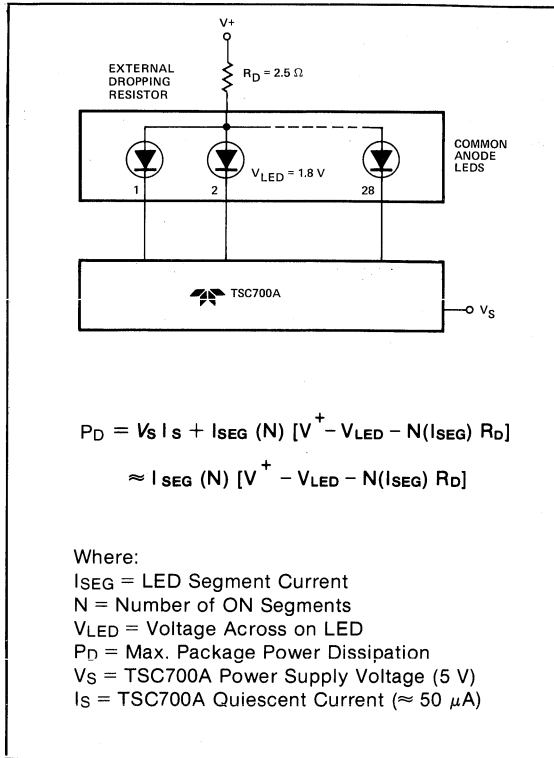 V+
R_D = 2.5 Ω
EXTERNAL
DROPPING
RESISTOR
COMMON
ANODE
LEDS
V_LED = 1.8 V
1
2
28
TSC700A
V_S
P_D = V_S I_S + I_SEG (N) [V⁺ − V_LED − N(I_SEG) R_D]
≈ I_SEG (N) [V⁺ − V_LED − N(I_SEG) R_D]
Where:
I_SEG = LED Segment Current
N = Number of ON Segments
V_LED = Voltage Across on LED
P_D = Max. Package Power Dissipation
V_S = TSC700A Power Supply Voltage (5 V)
I_S = TSC700A Quiescent Current (≈ 50 μA)